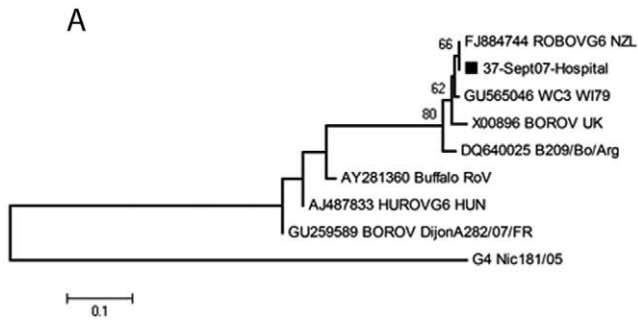 A
66
FJ884744 ROBOVG6 NZL
37-Sept07-Hospital
62
GU565046 WC3 WI79
80
X00896 BOROV UK
DQ640025 B209/Bo/Arg
AY281360 Buffalo RoV
AJ487833 HUROVG6 HUN
GU259589 BOROV DijonA282/07/FR
G4 Nic181/05
0.1